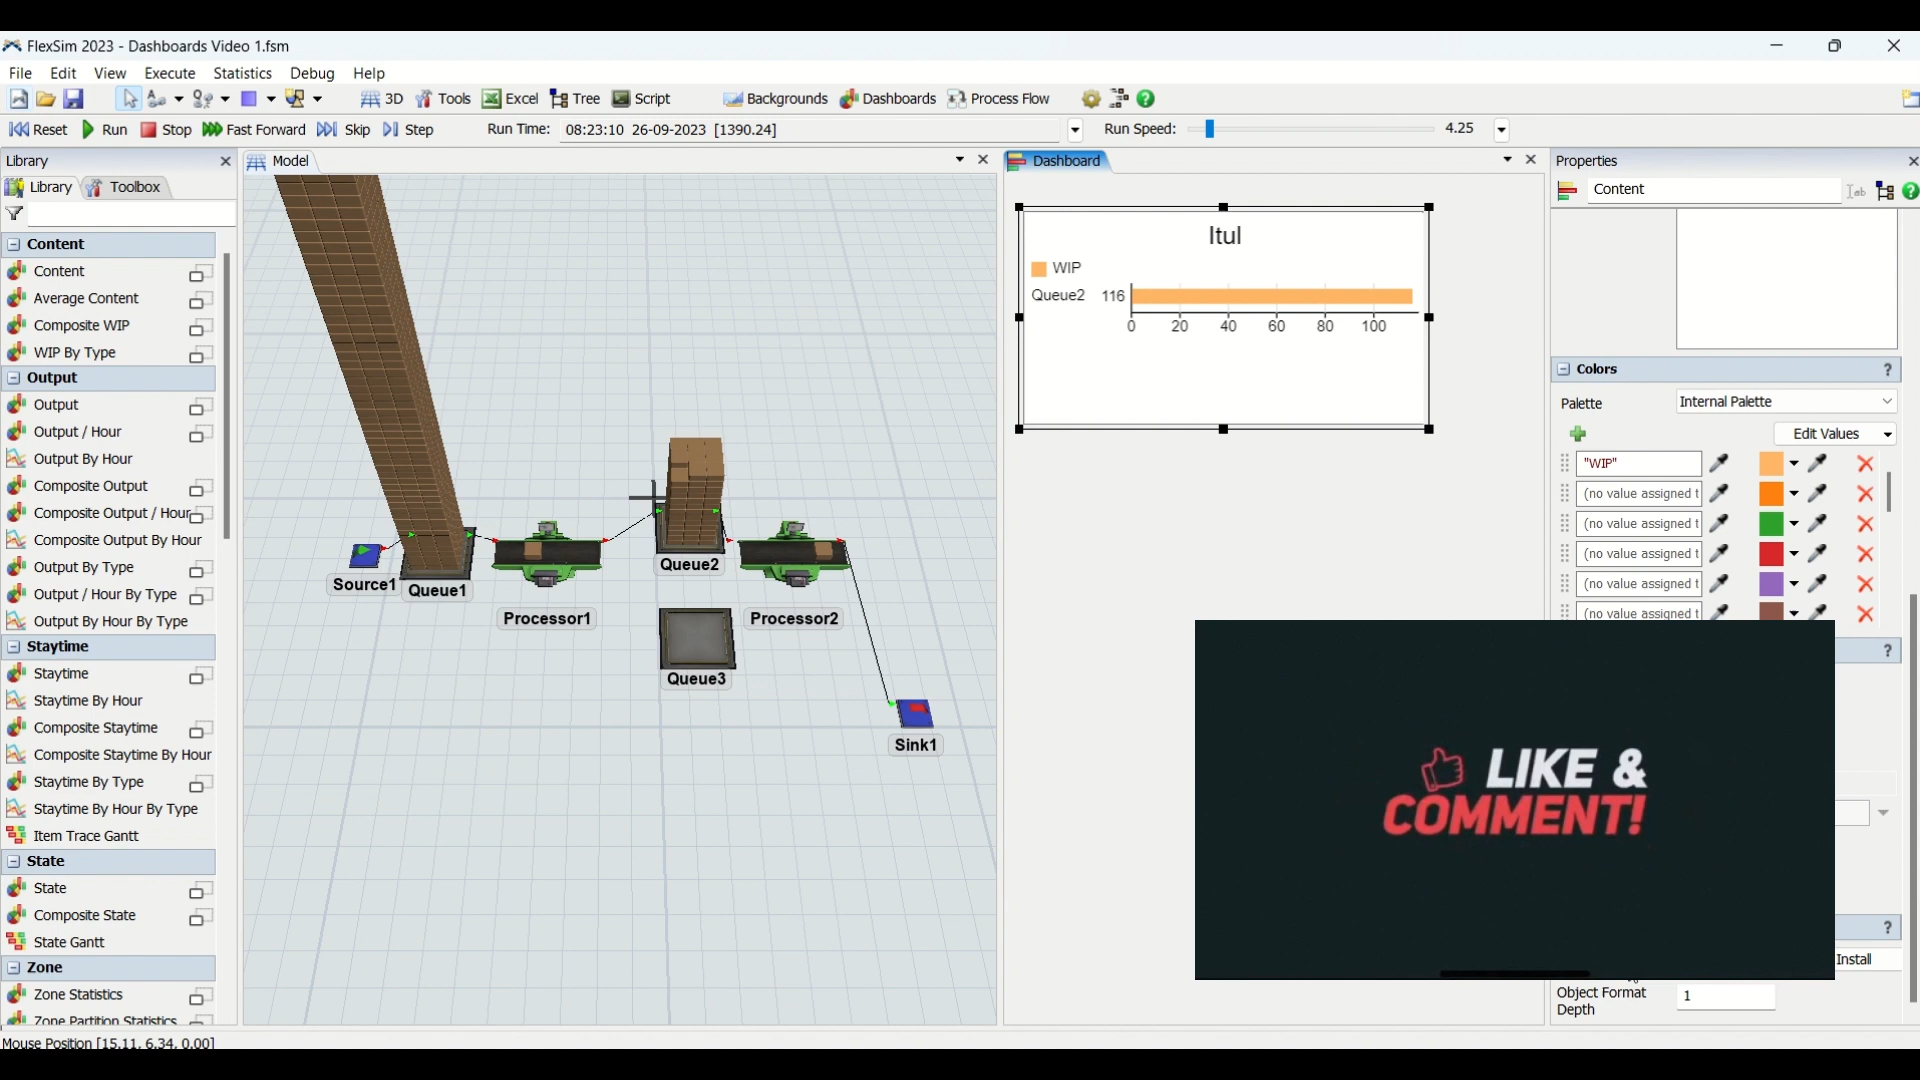 FlexSim 2023 - Dashboards Video 1.fsm
File Edit View Execute Statistics Debug Help
3D Tools Excel Tree Script Backgrounds Dashboards Process Flow
Reset Run Stop Fast Forward Skip Step Run Time: 08:23:10 26-09-2023 [1390.24] Run Speed: 4.25
Library
Model
Dashboard
Properties
Library Toolbox
Content
Content
Content
Average Content
Composite WIP
WIP By Type
Output
Output
Output / Hour
Output By Hour
Composite Output
Composite Output / Hour
Composite Output By Hour
Output By Type
Output / Hour By Type
Output By Hour By Type
Staytime
Staytime
Staytime By Hour
Composite Staytime
Composite Staytime By Hour
Staytime By Type
Staytime By Hour By Type
Item Trace Gantt
State
State
Composite State
State Gantt
Zone
Zone Statistics
Zone Partition Statistics
Mouse Position [15.11, 6.34, 0.00]
Source1
Queue1
Processor1
Queue2
Processor2
Queue3
Sink1
Itul
WIP
Queue2 116
0 20 40 60 80 100
Colors ?
Palette Internal Palette
Edit Values
"WIP"
(no value assigned t
(no value assigned t
(no value assigned t
(no value assigned t
(no value assigned t
?
LIKE &
COMMENT!
?
Install
Object Format
Depth
1